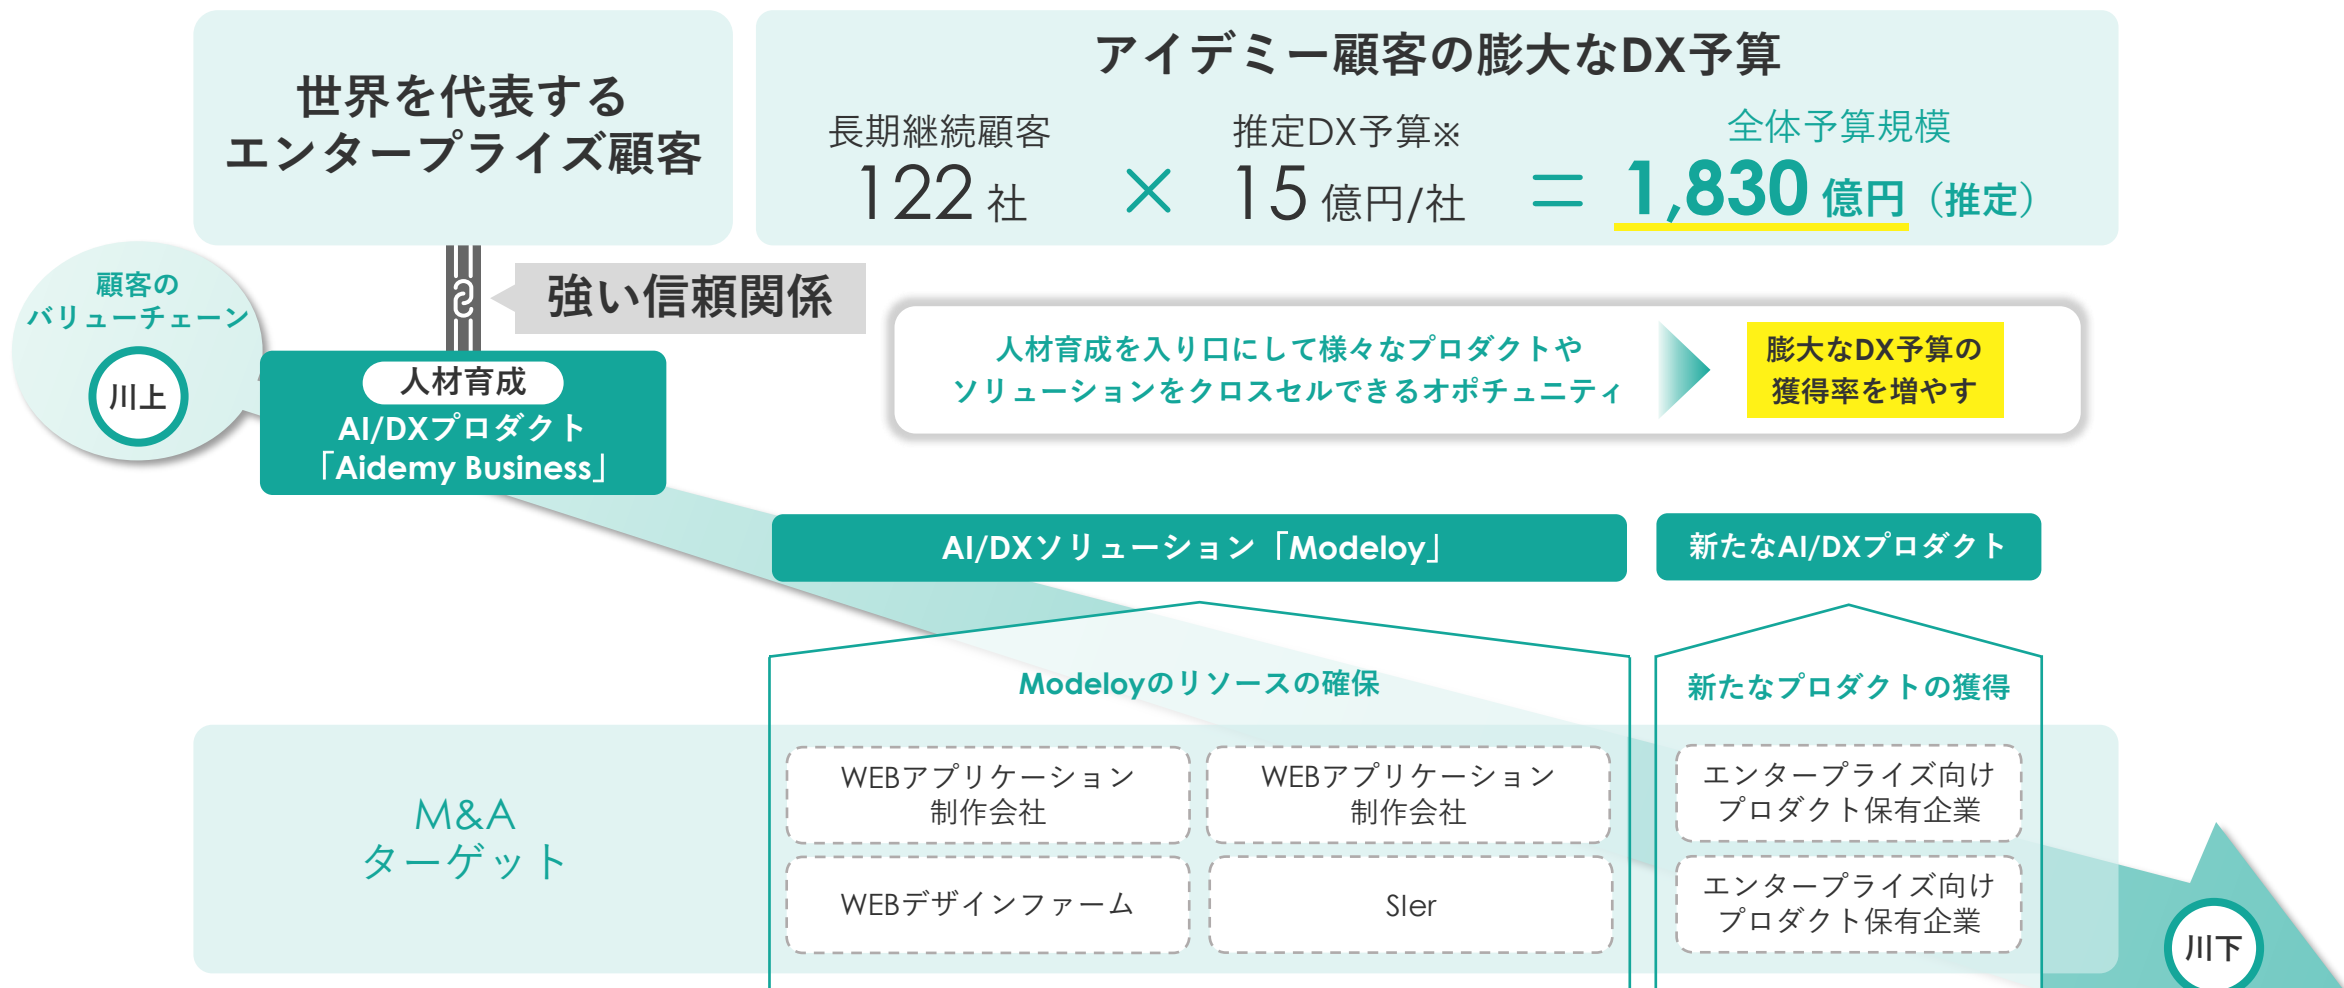 世界を代表する
エンタープライズ顧客
アイデミー顧客の膨大なDX予算
長期継続顧客
122 社
×
推定DX予算※
15 億円/社
=
全体予算規模
1,830 億円（推定）
強い信頼関係
顧客の
バリューチェーン
川上
人材育成
AI/DXプロダクト
「Aidemy Business」
人材育成を入り口にして様々なプロダクトや
ソリューションをクロスセルできるオポチュニティ
膨大なDX予算の
獲得率を増やす
AI/DXソリューション「Modeloy」
新たなAI/DXプロダクト
Modeloyのリソースの確保
新たなプロダクトの獲得
M&A
ターゲット
WEBアプリケーション
制作会社
WEBアプリケーション
制作会社
エンタープライズ向け
プロダクト保有企業
WEBデザインファーム
SIer
エンタープライズ向け
プロダクト保有企業
川下